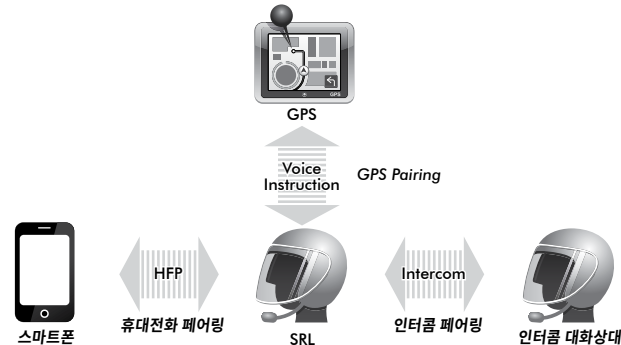 GPS
GPS
Voice
Instruction
GPS Pairing
HFP
Intercom
스마트폰
휴대전화 페어링
SRL
인터콤 페어링
인터콤 대화상대